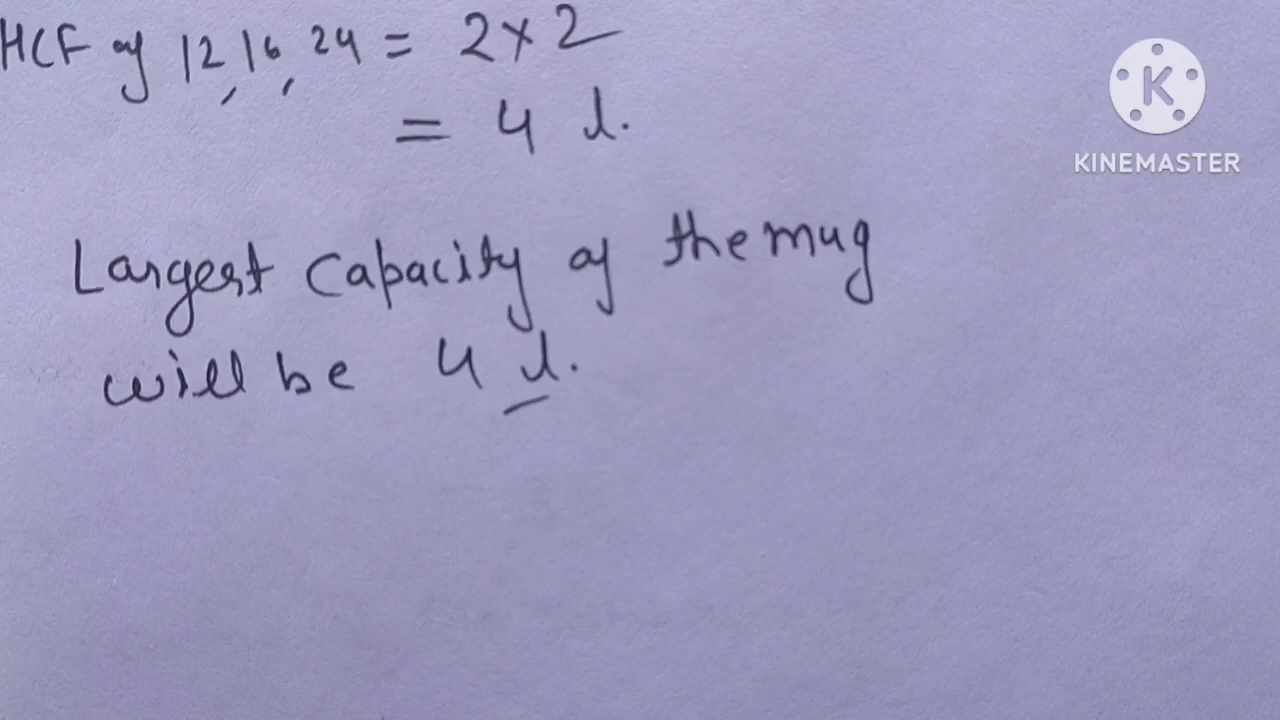 HCF of 12, 16, 24 = 2 × 2
= 4 l.
Largest capacity of the mug
will be 4 l.
K
KINEMASTER